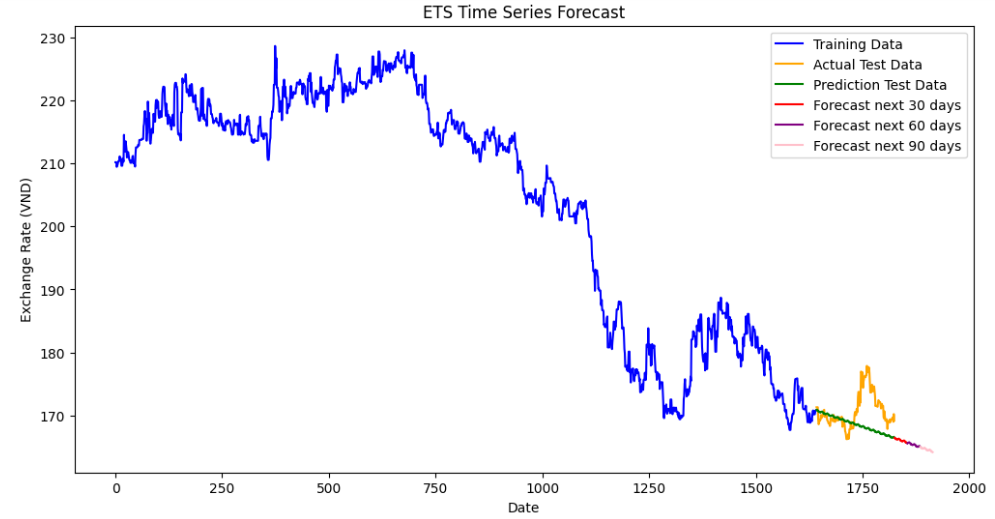 ETS Time Series Forecast
Exchange Rate (VND)
230
220
210
200
190
180
170
Training Data
Actual Test Data
Prediction Test Data
Forecast next 30 days
Forecast next 60 days
Forecast next 90 days
0 250 500 750 1000 1250 1500 1750 2000
Date